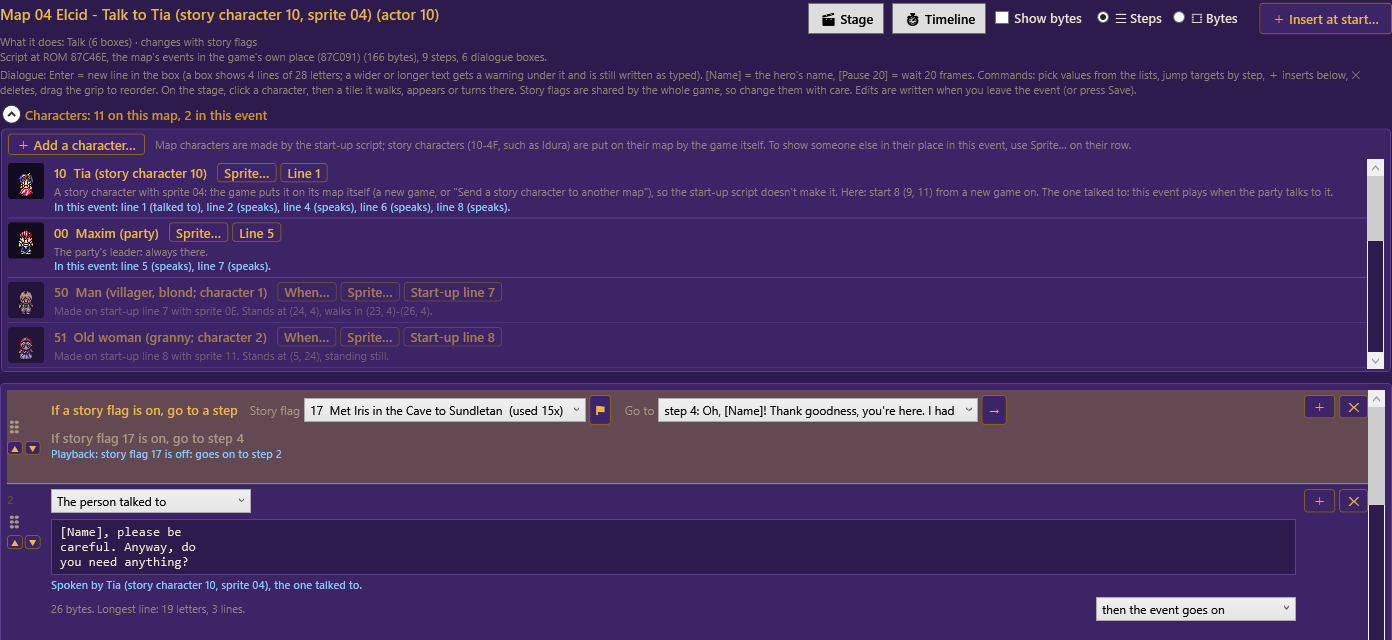 Map 04 Elcid - Talk to Tia (story character 10, sprite 04) (actor 10)
Stage
Timeline
Show bytes
Steps
Bytes
+ Insert at start...
What it does: Talk (6 boxes) · changes with story flags
Script at ROM 87C46E, the map's events in the game's own place (87C091) (166 bytes), 9 steps, 6 dialogue boxes.
Dialogue: Enter = new line in the box (a box shows 4 lines of 28 letters; a wider or longer text gets a warning under it and is still written as typed). [Name] = the hero's name, [Pause 20] = wait 20 frames. Commands: pick values from the lists, jump targets by step, + inserts below, ×
deletes, drag the grip to reorder. On the stage, click a character, then a tile: it walks, appears or turns there. Story flags are shared by the whole game, so change them with care. Edits are written when you leave the event (or press Save).
Characters: 11 on this map, 2 in this event
+ Add a character...
Map characters are made by the start-up script; story characters (10-4F, such as Idura) are put on their map by the game itself. To show someone else in their place in this event, use Sprite... on their row.
10 Tia (story character 10)
Sprite...
Line 1
A story character with sprite 04: the game puts it on its map itself (a new game, or "Send a story character to another map"), so the start-up script doesn't make it. Here: start 8 (9, 11) from a new game on. The one talked to: this event plays when the party talks to it.
In this event: line 1 (talked to), line 2 (speaks), line 4 (speaks), line 6 (speaks), line 8 (speaks).
00 Maxim (party)
Sprite...
Line 5
The party's leader: always there.
In this event: line 5 (speaks), line 7 (speaks).
50 Man (villager, blond; character 1)
When...
Sprite...
Start-up line 7
Made on start-up line 7 with sprite 0E. Stands at (24, 4), walks in (23, 4)-(26, 4).
51 Old woman (granny; character 2)
When...
Sprite...
Start-up line 8
Made on start-up line 8 with sprite 11. Stands at (5, 24), standing still.
If a story flag is on, go to a step
Story flag
17 Met Iris in the Cave to Sundletan (used 15x)
Go to
step 4: Oh, [Name]! Thank goodness, you're here. I had
→
+
×
If story flag 17 is on, go to step 4
Playback: story flag 17 is off: goes on to step 2
2
The person talked to
+
×
[Name], please be
careful. Anyway, do
you need anything?
Spoken by Tia (story character 10, sprite 04), the one talked to.
26 bytes. Longest line: 19 letters, 3 lines.
then the event goes on